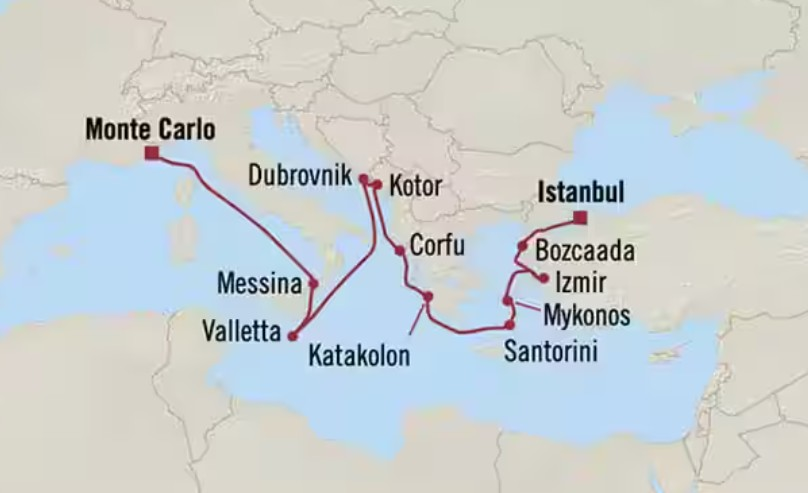 Monte Carlo
Dubrovnik
Kotor
Istanbul
Corfu
Bozcaada
Messina
Izmir
Mykonos
Valletta
Katakolon
Santorini